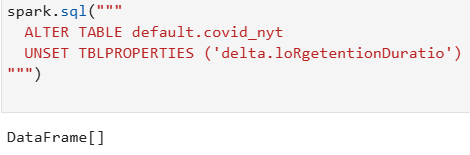 spark.sql("""
ALTER TABLE default.covid_nyt
UNSET TBLPROPERTIES ('delta.loRgetentionDuratio')
""")
DataFrame[]